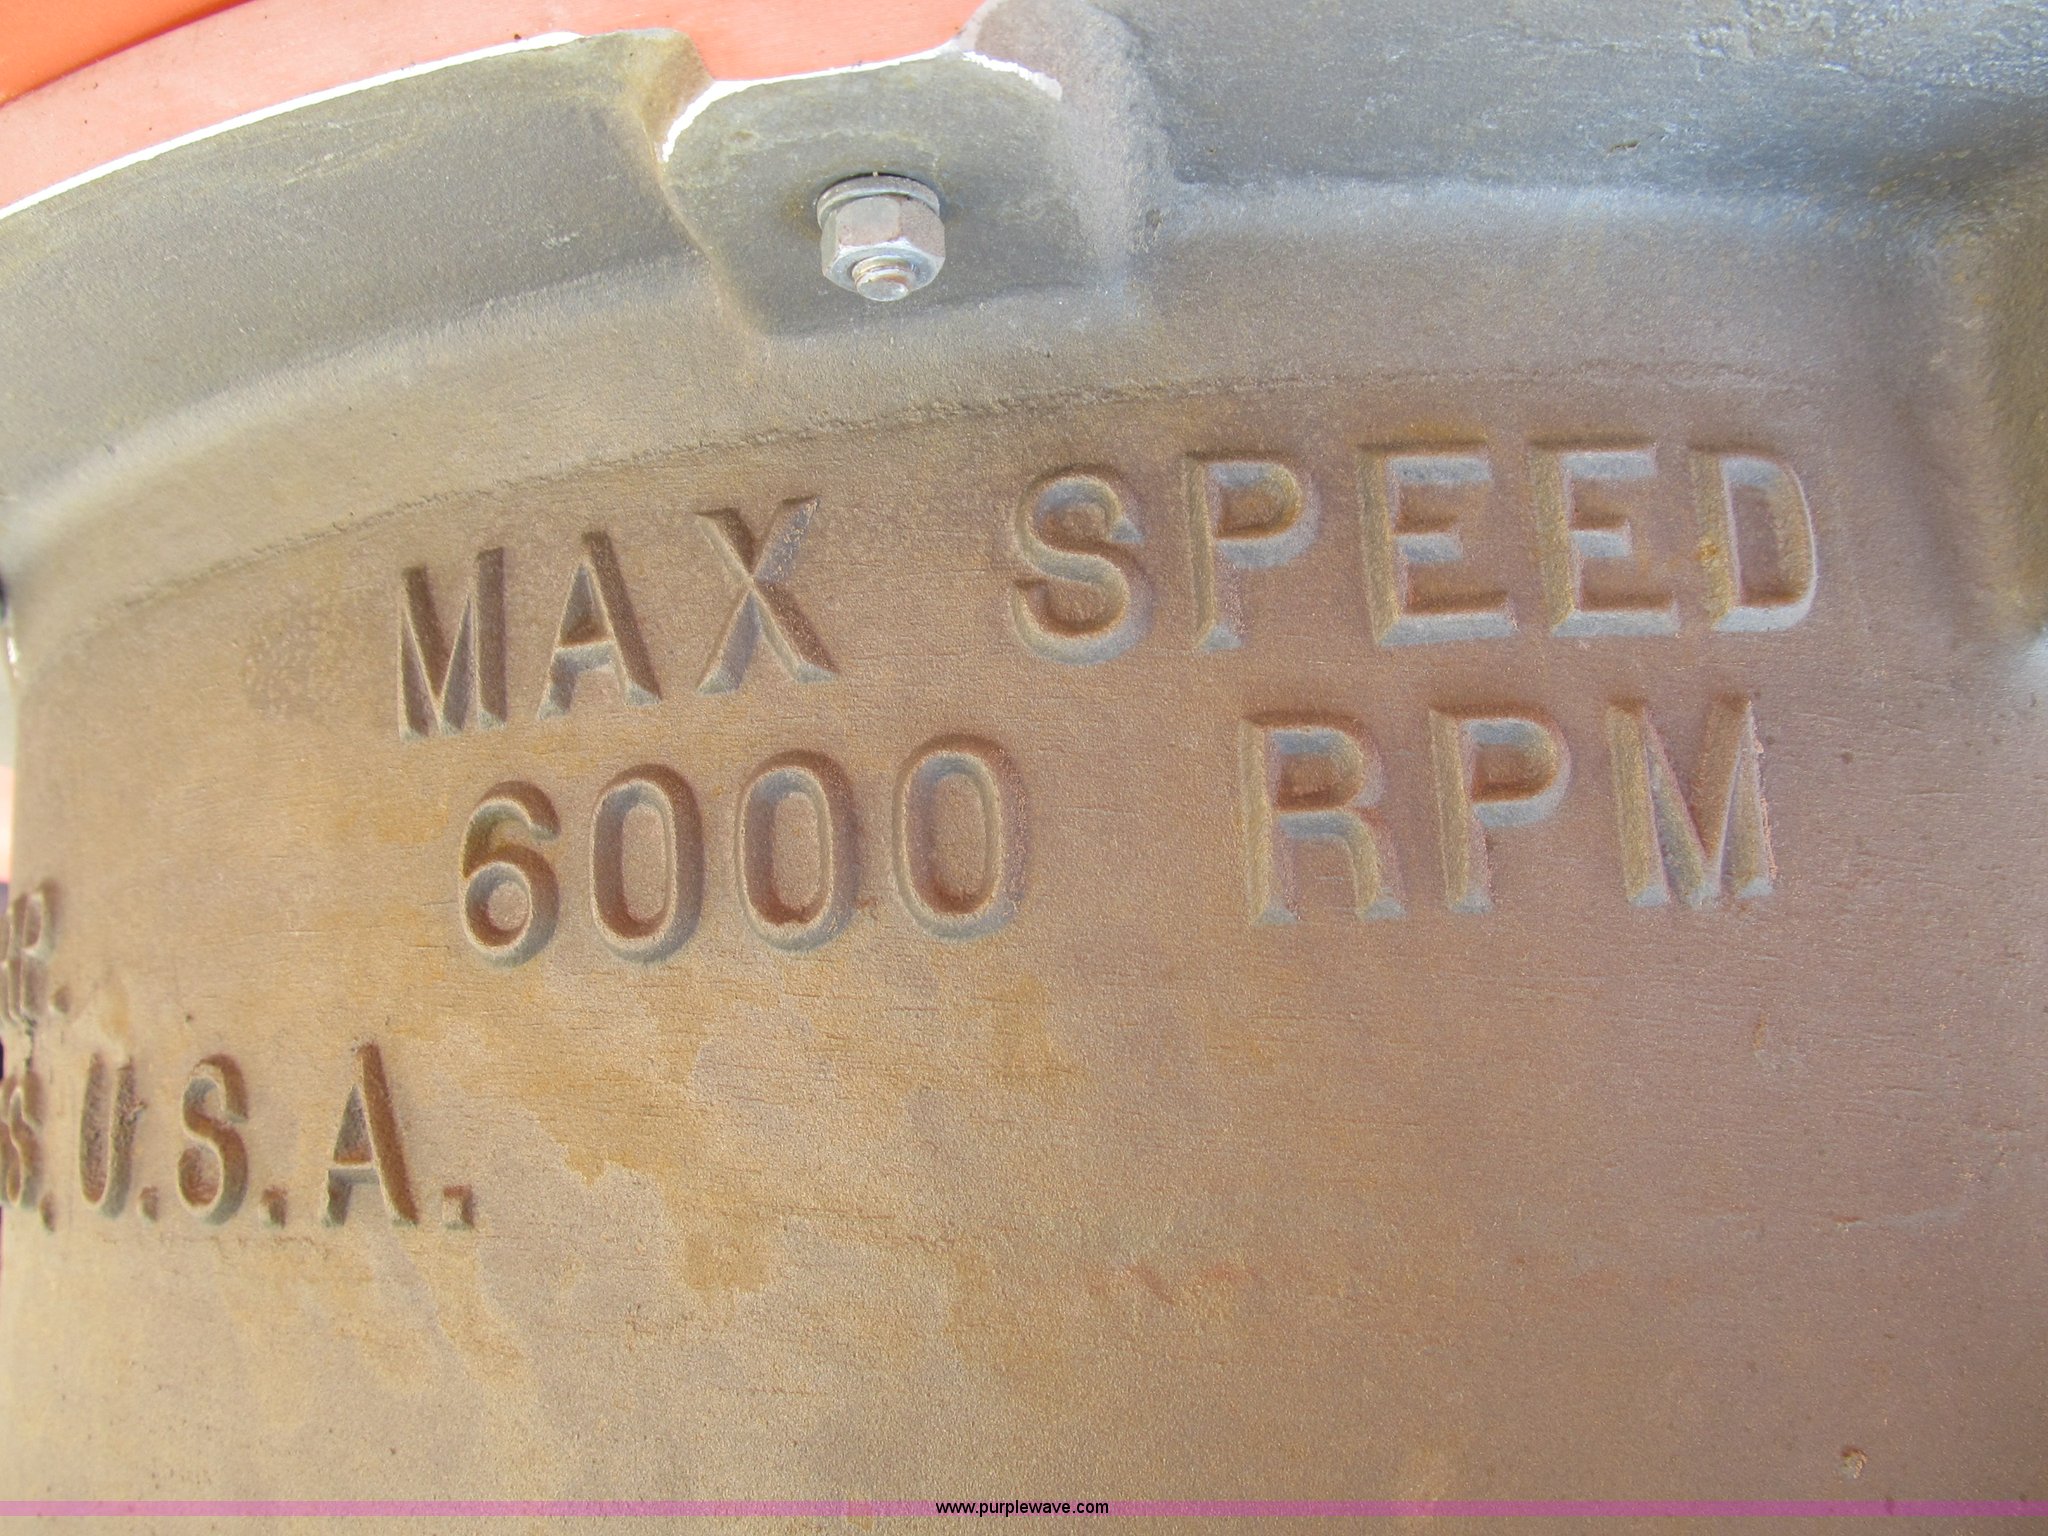 MAX SPEED
6000 RPM
U.S.A.
www.purplewave.com